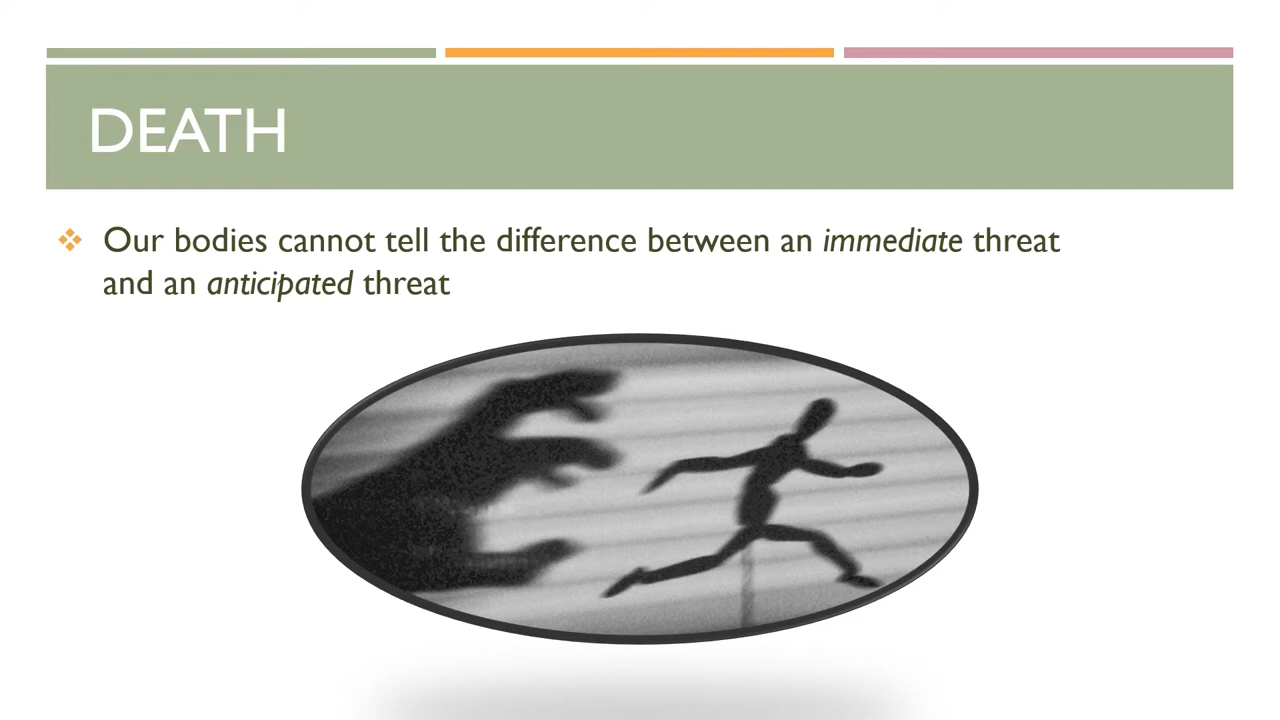 DEATH
Our bodies cannot tell the difference between an immediate threat
and an anticipated threat